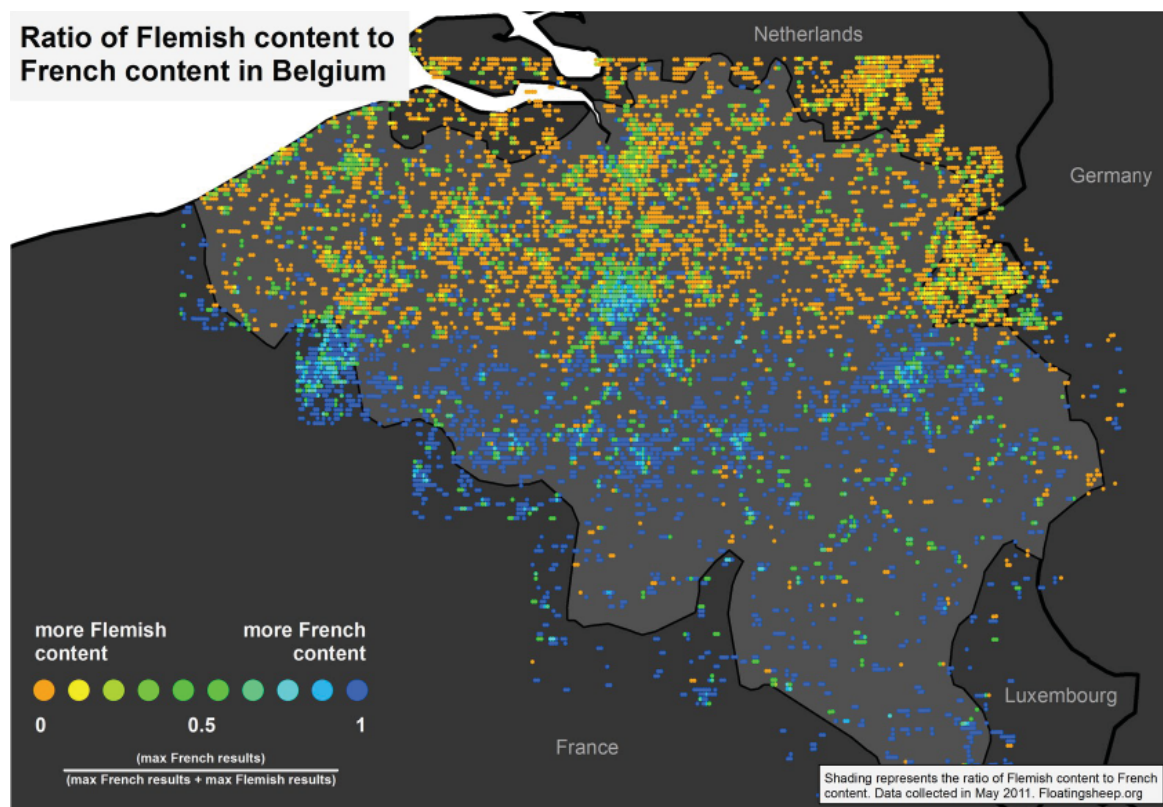 Ratio of Flemish content to
French content in Belgium
Netherlands
Germany
more Flemish
content
more French
content
0
0.5
1
(max French results)
(max French results + max Flemish results)
France
Luxembourg
Shading represents the ratio of Flemish content to French
content. Data collected in May 2011. Floatingsheep.org